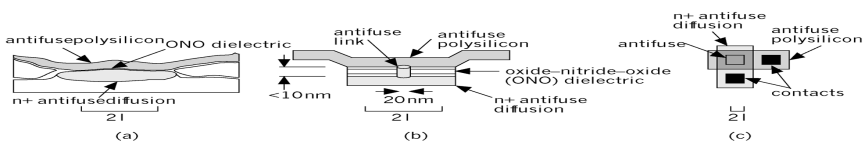 antifusepolysilicon
ONO dielectric
n+ antifusediffusion
2l
(a)
antifuse
link
antifuse
polysilicon
<10nm
20nm
oxide–nitride–oxide
(ONO) dielectric
n+ antifuse
diffusion
2l
(b)
n+ antifuse
diffusion
antifuse
antifuse
polysilicon
contacts
2l
(c)